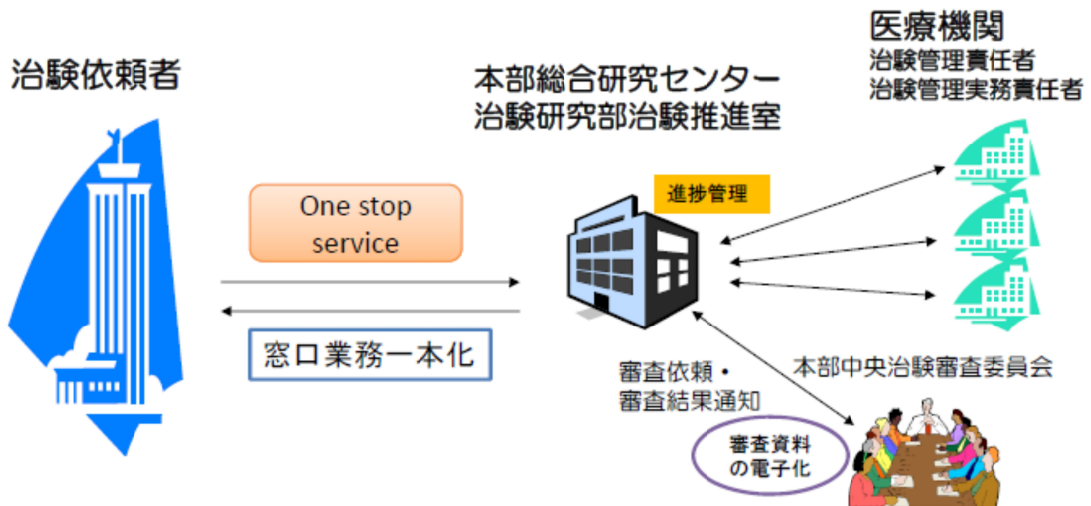 治験依頼者
One stop
service
窓口業務一本化
本部総合研究センター
治験研究部治験推進室
進捗管理
医療機関
治験管理責任者
治験管理実務責任者
審査依頼・
審査結果通知
本部中央治験審査委員会
審査資料
の電子化